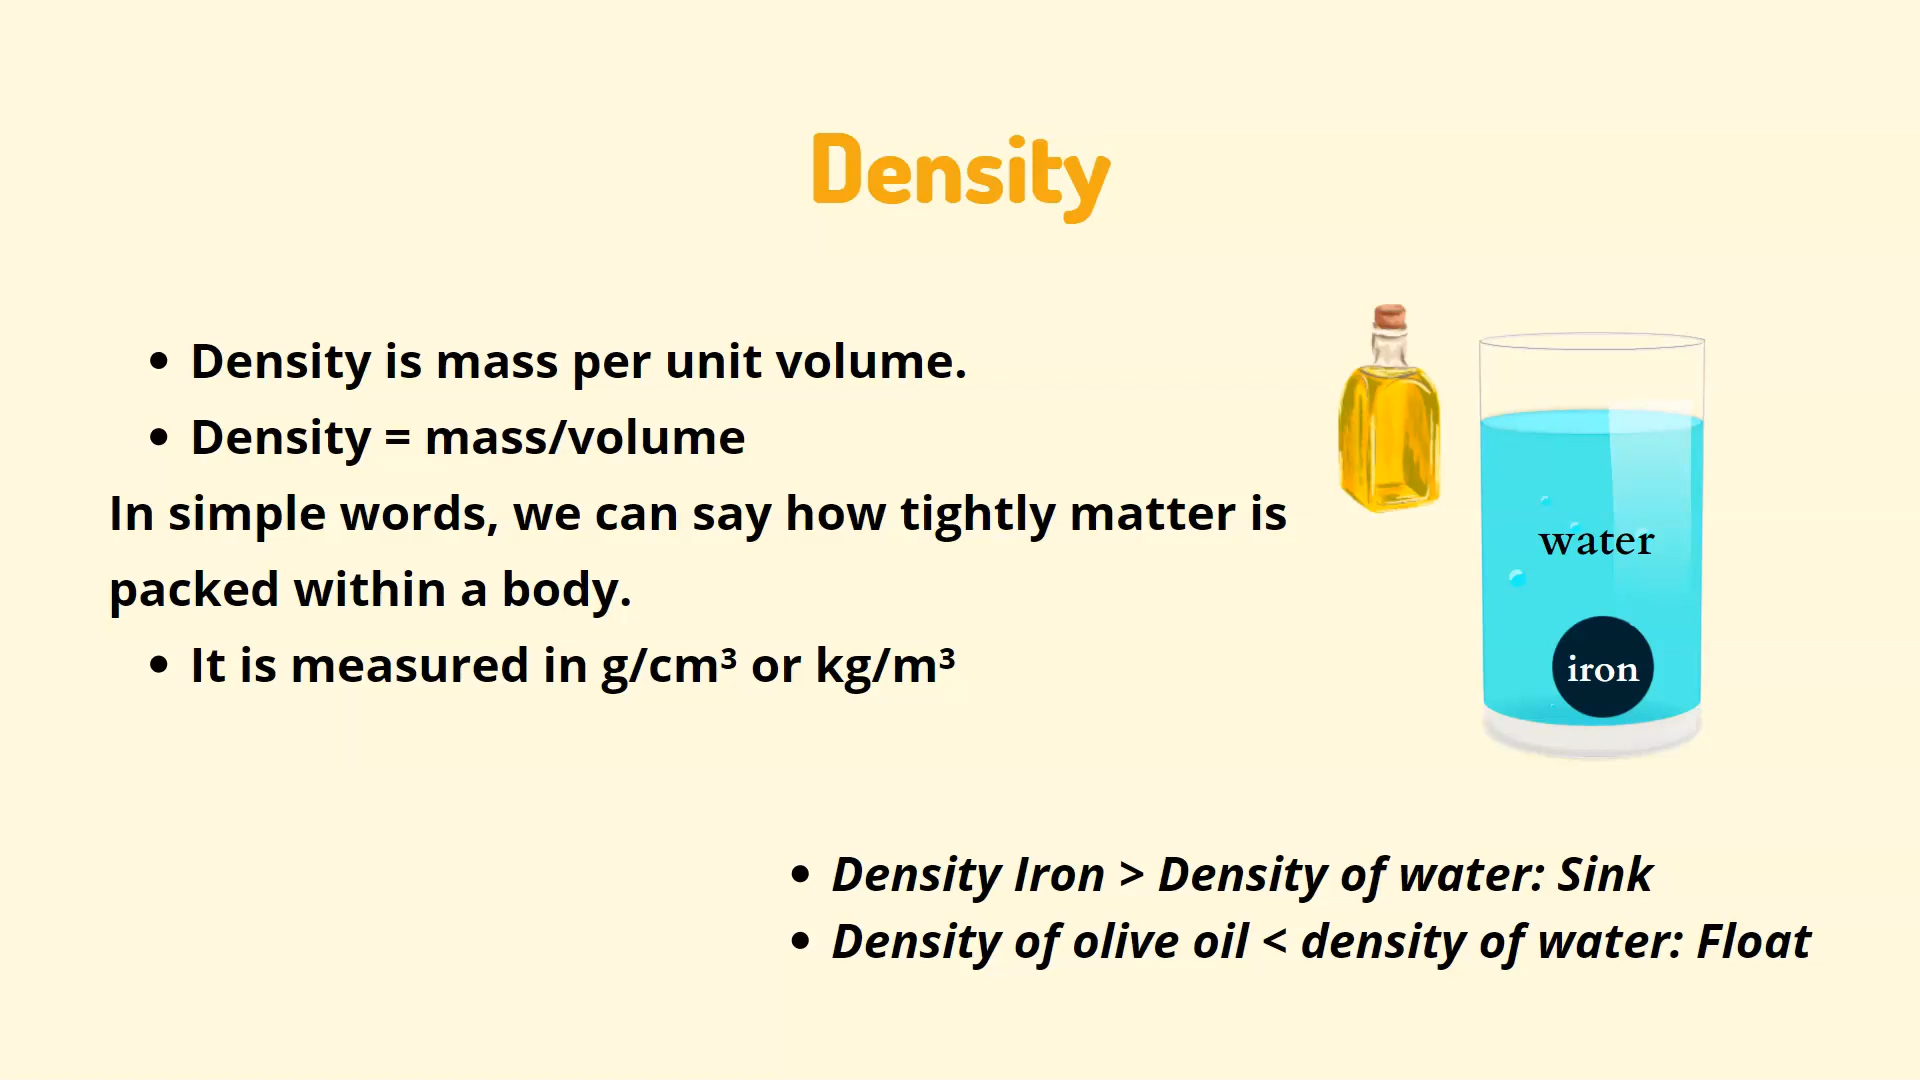 Density
• Density is mass per unit volume.
• Density = mass/volume
In simple words, we can say how tightly matter is
packed within a body.
• It is measured in g/cm³ or kg/m³
water
iron
• Density Iron > Density of water: Sink
• Density of olive oil < density of water: Float